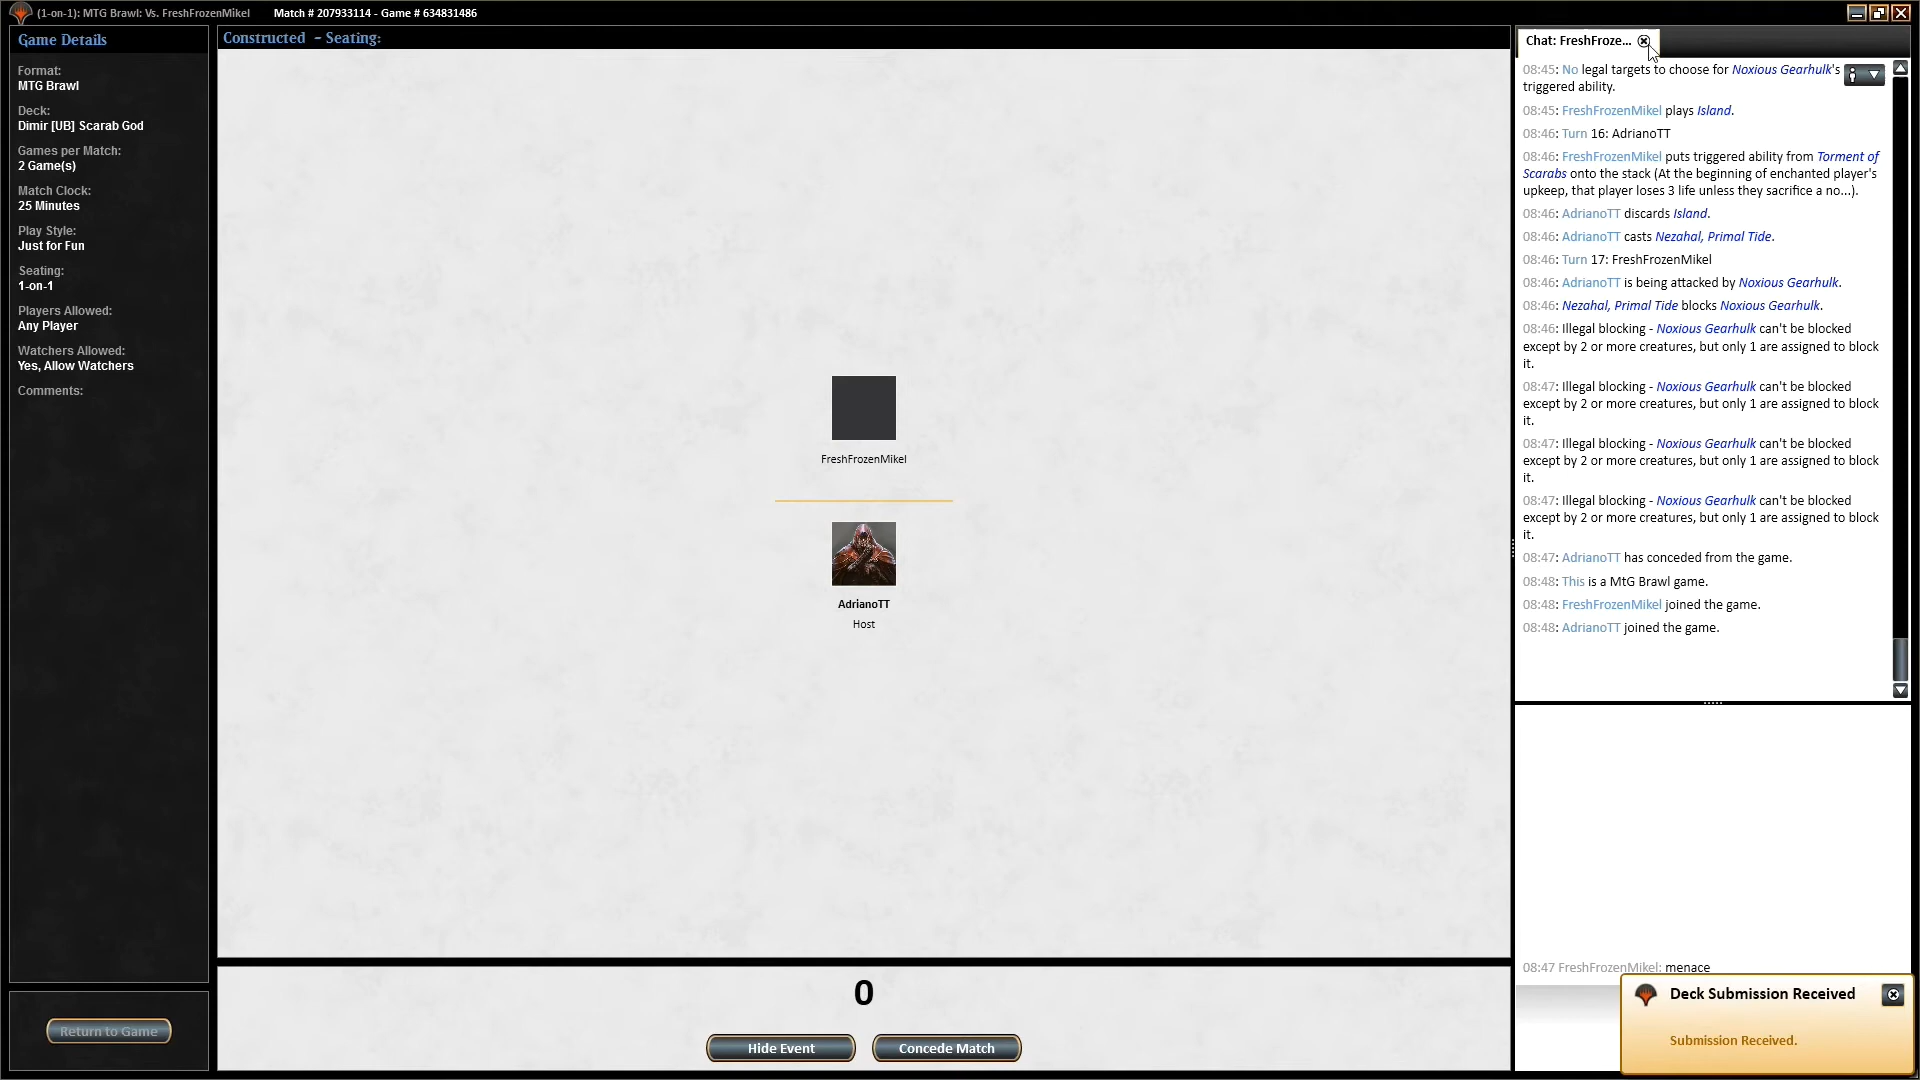 (1-on-1): MTG Brawl: Vs. FreshFrozenMikel Match # 207933114 - Game # 634831486
Game Details
Format:
MTG Brawl
Deck:
Dimir [UB] Scarab God
Games per Match:
2 Game(s)
Match Clock:
25 Minutes
Play Style:
Just for Fun
Seating:
1-on-1
Players Allowed:
Any Player
Watchers Allowed:
Yes, Allow Watchers
Comments:
Return to Game
Constructed - Seating:
FreshFrozenMikel
AdrianoTT
Host
0
Hide Event
Concede Match
Chat: FreshFroze...
08:45: No legal targets to choose for Noxious Gearhulk's
triggered ability.
08:45: FreshFrozenMikel plays Island.
08:46: Turn 16: AdrianoTT
08:46: FreshFrozenMikel puts triggered ability from Torment of
Scarabs onto the stack (At the beginning of enchanted player's
upkeep, that player loses 3 life unless they sacrifice a no...).
08:46: AdrianoTT discards Island.
08:46: AdrianoTT casts Nezahal, Primal Tide.
08:46: Turn 17: FreshFrozenMikel
08:46: AdrianoTT is being attacked by Noxious Gearhulk.
08:46: Nezahal, Primal Tide blocks Noxious Gearhulk.
08:46: Illegal blocking - Noxious Gearhulk can't be blocked
except by 2 or more creatures, but only 1 are assigned to block
it.
08:47: Illegal blocking - Noxious Gearhulk can't be blocked
except by 2 or more creatures, but only 1 are assigned to block
it.
08:47: Illegal blocking - Noxious Gearhulk can't be blocked
except by 2 or more creatures, but only 1 are assigned to block
it.
08:47: Illegal blocking - Noxious Gearhulk can't be blocked
except by 2 or more creatures, but only 1 are assigned to block
it.
08:47: AdrianoTT has conceded from the game.
08:48: This is a MtG Brawl game.
08:48: FreshFrozenMikel joined the game.
08:48: AdrianoTT joined the game.
08:47 FreshFrozenMikel: menace
Deck Submission Received
Submission Received.